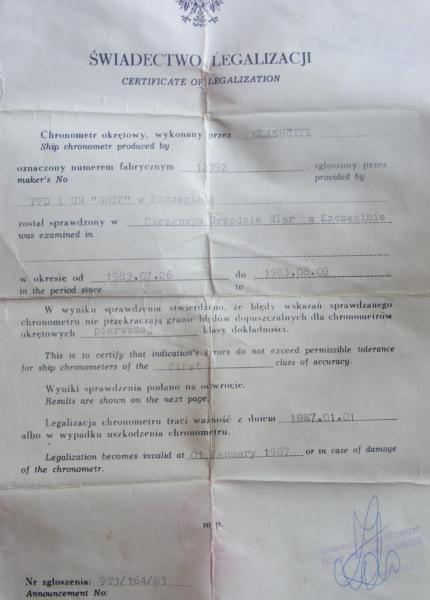 ŚWIADECTWO LEGALIZACJI
CERTIFICATE OF LEGALIZATION
Chronometr okrętowy, wykonany przez GLASHÜTTE
Ship chronometer produced by
oznaczony numerem fabrycznym 12392, zgłoszony przez
maker's No provided by
PPD i UR "GRYF" w Szczecinie
został sprawdzony w Okręgowym Urzędzie Miar w Szczecinie
was examined in
w okresie od 1983.07.26 do 1983.08.09
in the period since to
W wyniku sprawdzenia stwierdzono, że błędy wskazań sprawdzanego
chronometru nie przekraczają granic błędów dopuszczalnych dla chronometrów
okrętowych pierwszej klasy dokładności.
This is to certify that indication's errors do not exceed permissible tolerance
for ship chronometers of the first class of accuracy.
Wyniki sprawdzenia podano na odwrocie.
Results are shown on the next page.
Legalizacja chronometru traci ważność z dniem 1987.01.01
albo w wypadku uszkodzenia chronometru.
Legalization becomes invalid at 01 January 1987 or in case of damage
of the chronometr.
m.p.
Nr zgłoszenia: 9TJ/164/83
Announcement No: